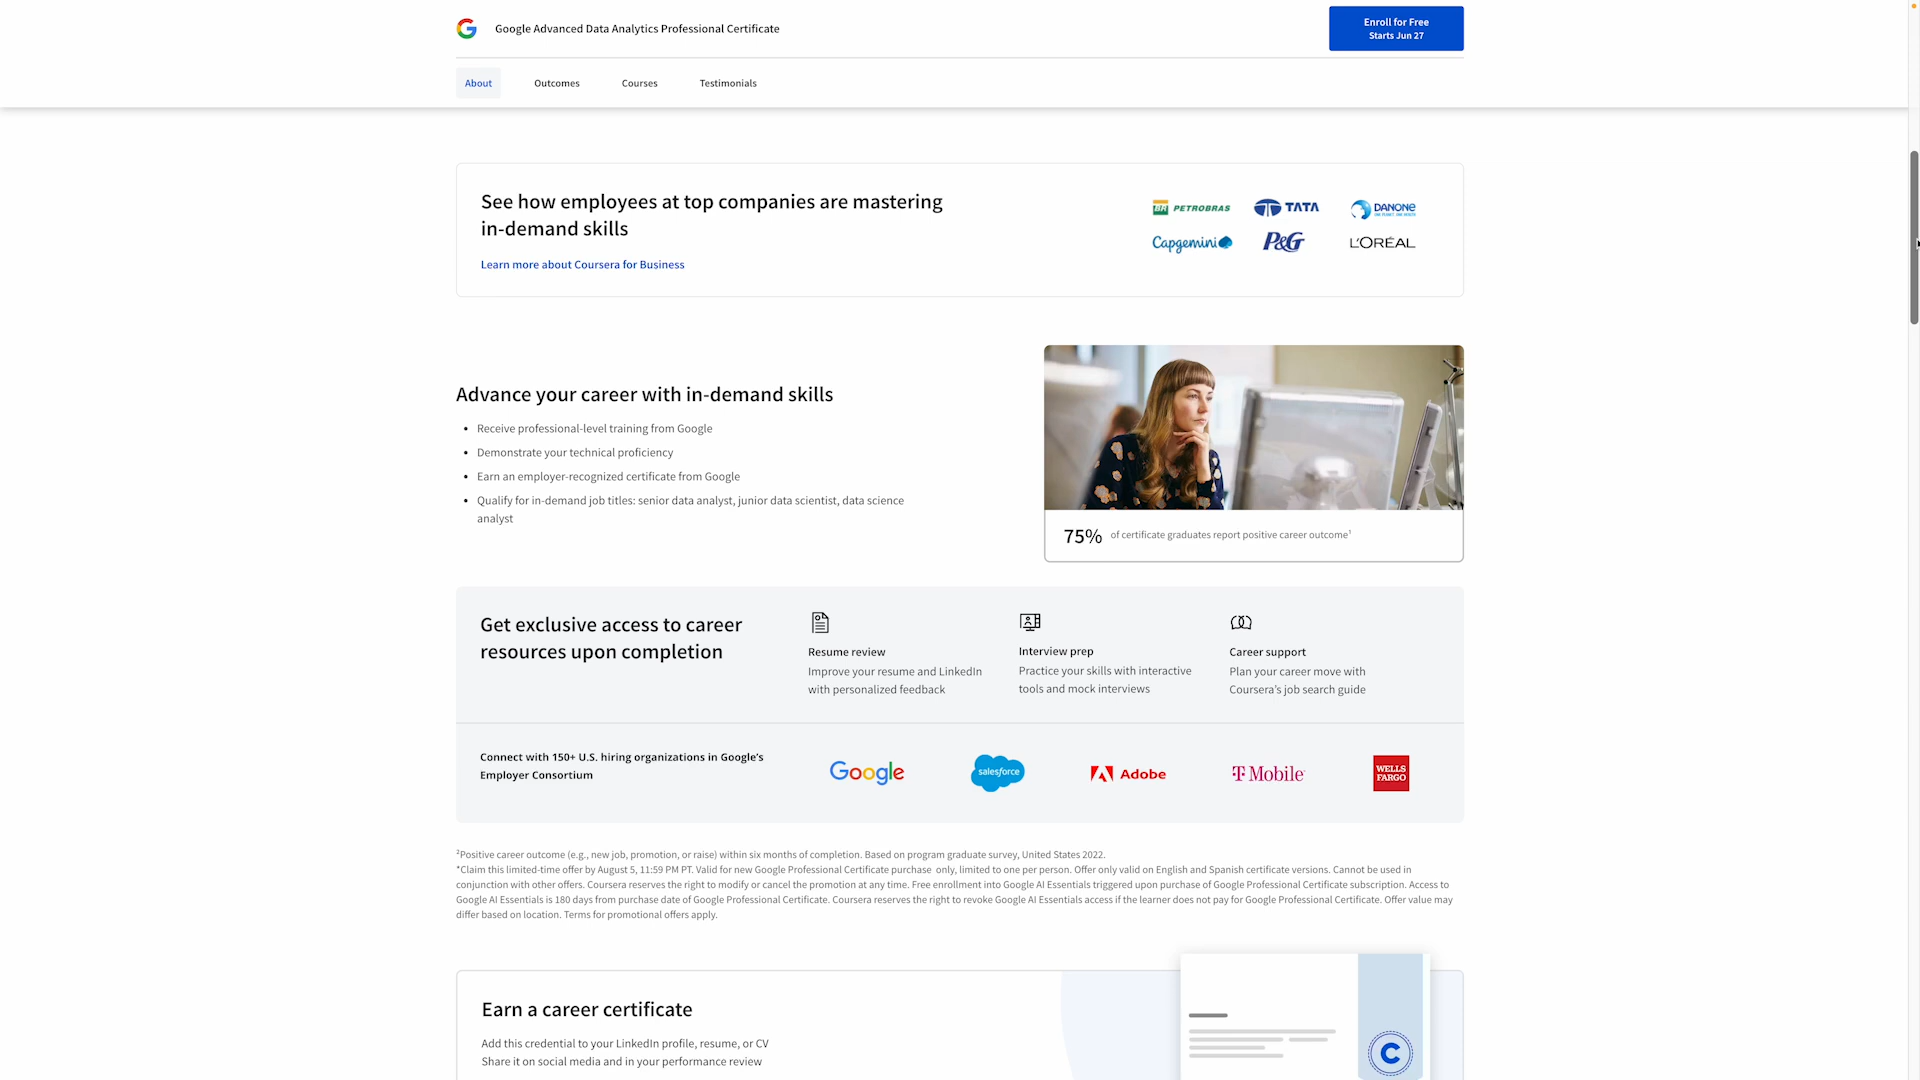 Google Advanced Data Analytics Professional Certificate
Enroll for Free
Starts Jun 27
About
Outcomes
Courses
Testimonials
See how employees at top companies are mastering
in-demand skills
Learn more about Coursera for Business
BR PETROBRAS
TATA
DANONE
ONE PLANET. ONE HEALTH
Capgemini
P&G
L'ORÉAL
Advance your career with in-demand skills
Receive professional-level training from Google
Demonstrate your technical proficiency
Earn an employer-recognized certificate from Google
Qualify for in-demand job titles: senior data analyst, junior data scientist, data science
analyst
75% of certificate graduates report positive career outcome¹
Get exclusive access to career
resources upon completion
Resume review
Improve your resume and LinkedIn
with personalized feedback
Interview prep
Practice your skills with interactive
tools and mock interviews
Career support
Plan your career move with
Coursera's job search guide
Connect with 150+ U.S. hiring organizations in Google's
Employer Consortium
Google
salesforce
Adobe
T Mobile
WELLS
FARGO
²Positive career outcome (e.g., new job, promotion, or raise) within six months of completion. Based on program graduate survey, United States 2022.
*Claim this limited-time offer by August 5, 11:59 PM PT. Valid for new Google Professional Certificate purchase only, limited to one per person. Offer only valid on English and Spanish certificate versions. Cannot be used in
conjunction with other offers. Coursera reserves the right to modify or cancel the promotion at any time. Free enrollment into Google AI Essentials triggered upon purchase of Google Professional Certificate subscription. Access to
Google AI Essentials is 180 days from purchase date of Google Professional Certificate. Coursera reserves the right to revoke Google AI Essentials access if the learner does not pay for Google Professional Certificate. Offer value may
differ based on location. Terms for promotional offers apply.
Earn a career certificate
Add this credential to your LinkedIn profile, resume, or CV
Share it on social media and in your performance review
C